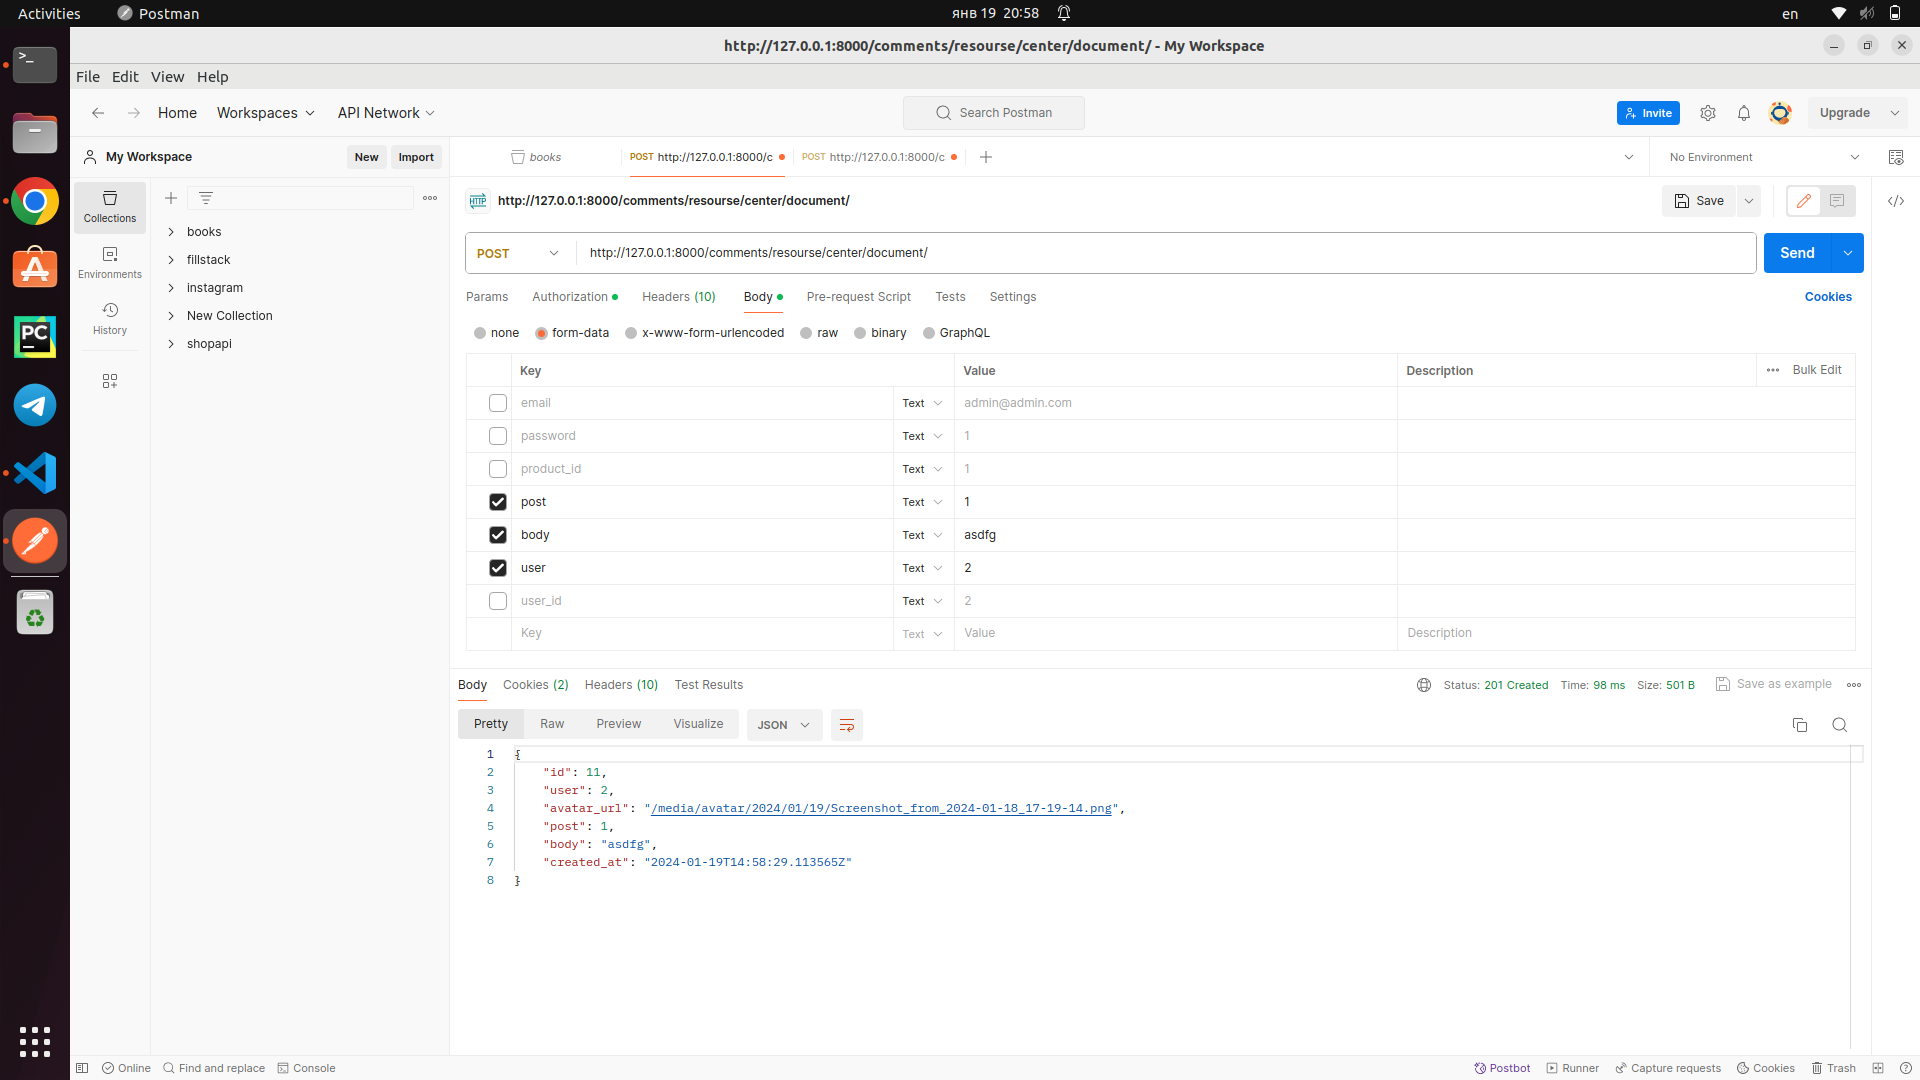 Activities
Postman
янв 19 20:58
en
http://127.0.0.1:8000/comments/resourse/center/document/ - My Workspace
File Edit View Help
Home
Workspaces
API Network
Search Postman
Invite
Upgrade
My Workspace
New
Import
books
POST http://127.0.0.1:8000/c
POST http://127.0.0.1:8000/c
No Environment
Collections
Environments
History
books
fillstack
instagram
New Collection
shopapi
HTTP
http://127.0.0.1:8000/comments/resourse/center/document/
Save
POST
http://127.0.0.1:8000/comments/resourse/center/document/
Send
Params
Authorization
Headers (10)
Body
Pre-request Script
Tests
Settings
Cookies
none
form-data
x-www-form-urlencoded
raw
binary
GraphQL
Key Value Description Bulk Edit
email Text admin@admin.com
password Text 1
product_id Text 1
post Text 1
body Text asdfg
user Text 2
user_id Text 2
Key Text Value Description
Body Cookies (2) Headers (10) Test Results
Status: 201 Created Time: 98 ms Size: 501 B
Save as example
Pretty Raw Preview Visualize JSON
1 {
2 "id": 11,
3 "user": 2,
4 "avatar_url": "/media/avatar/2024/01/19/Screenshot_from_2024-01-18_17-19-14.png",
5 "post": 1,
6 "body": "asdfg",
7 "created_at": "2024-01-19T14:58:29.113565Z"
8 }
Online
Find and replace
Console
Postbot
Runner
Capture requests
Cookies
Trash
PC